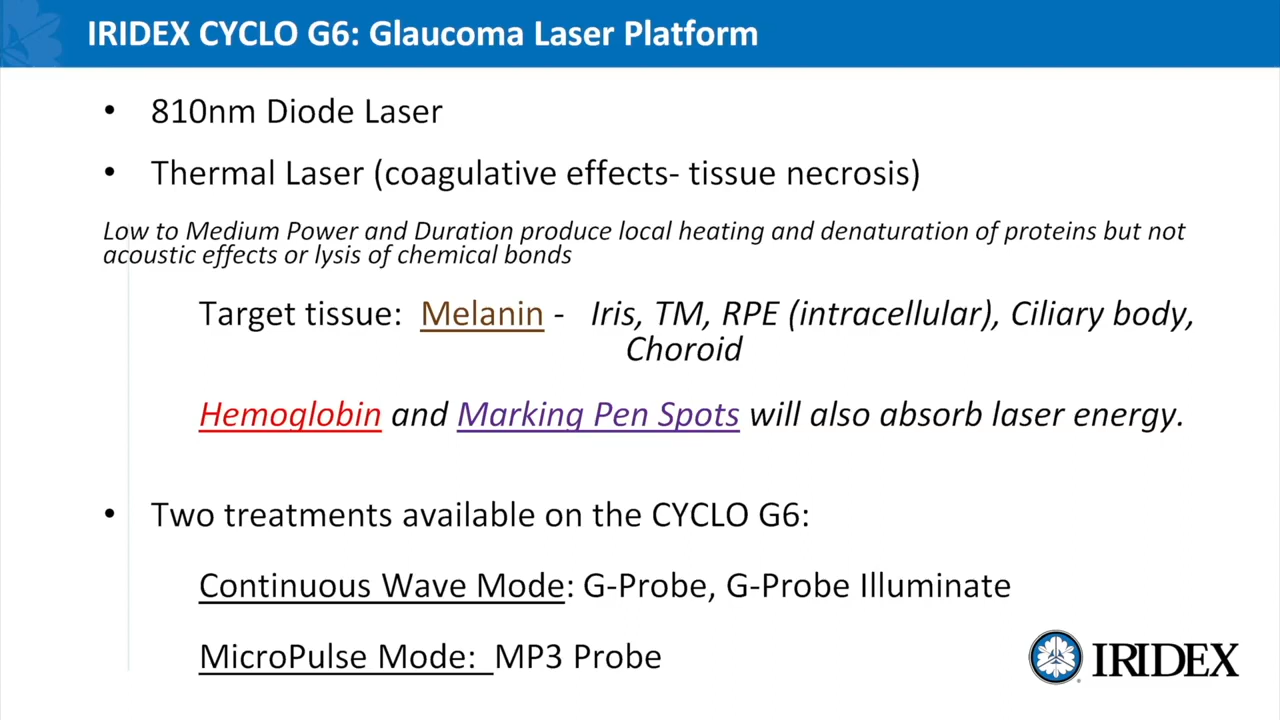 IRIDEX CYCLO G6: Glaucoma Laser Platform
• 810nm Diode Laser
• Thermal Laser (coagulative effects- tissue necrosis)
Low to Medium Power and Duration produce local heating and denaturation of proteins but not
acoustic effects or lysis of chemical bonds
Target tissue: Melanin - Iris, TM, RPE (intracellular), Ciliary body,
Choroid
Hemoglobin and Marking Pen Spots will also absorb laser energy.
• Two treatments available on the CYCLO G6:
Continuous Wave Mode: G-Probe, G-Probe Illuminate
MicroPulse Mode: MP3 Probe
IRIDEX